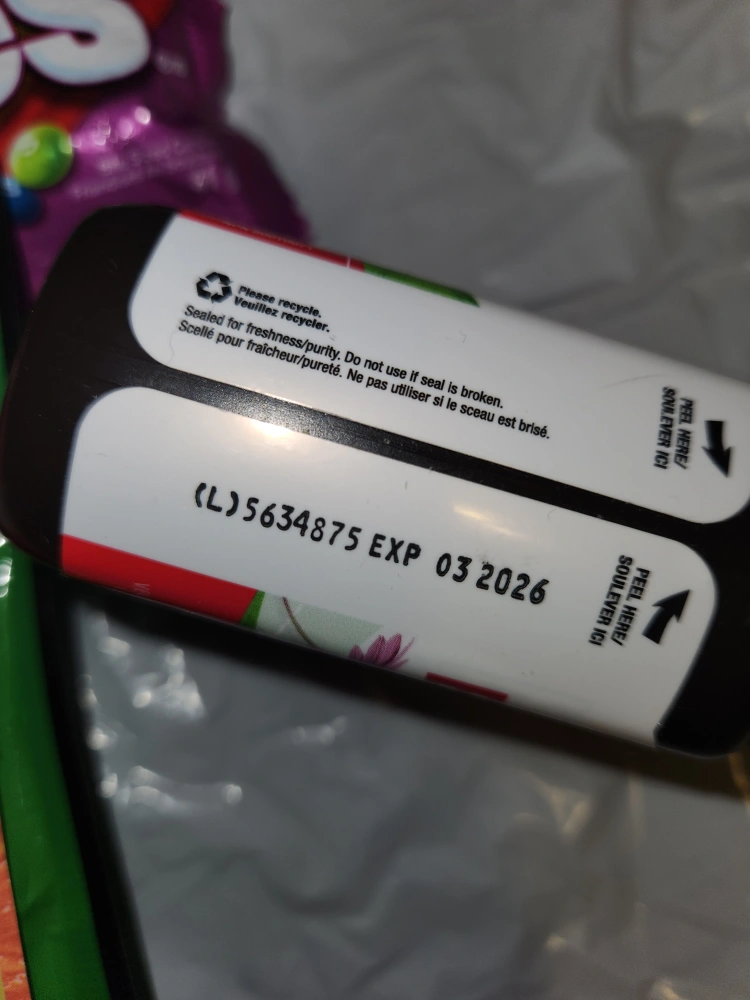 Please recycle.
Veuillez recycler.
Sealed for freshness/purity. Do not use if seal is broken.
Scellé pour fraîcheur/pureté. Ne pas utiliser si le sceau est brisé.
PEEL HERE/
SOULEVER ICI
(L)5634875 EXP 03 2026
PEEL HERE/
SOULEVER ICI